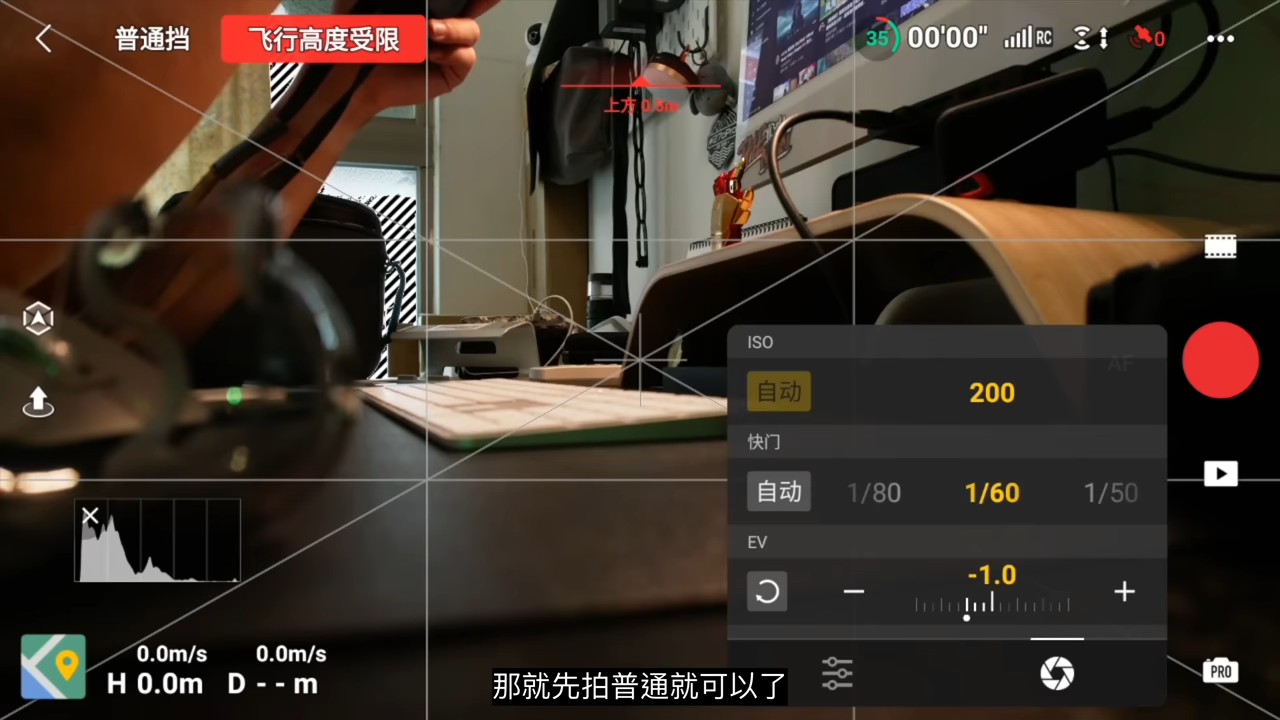 普通挡
飞行高度受限
35
00'00"
RC
0
上方 0.5m
AF
ISO
自动
200
快门
自动
1/80
1/60
1/50
EV
-1.0
0.0m/s
0.0m/s
H 0.0m
D - - m
PRO
那就先拍普通就可以了